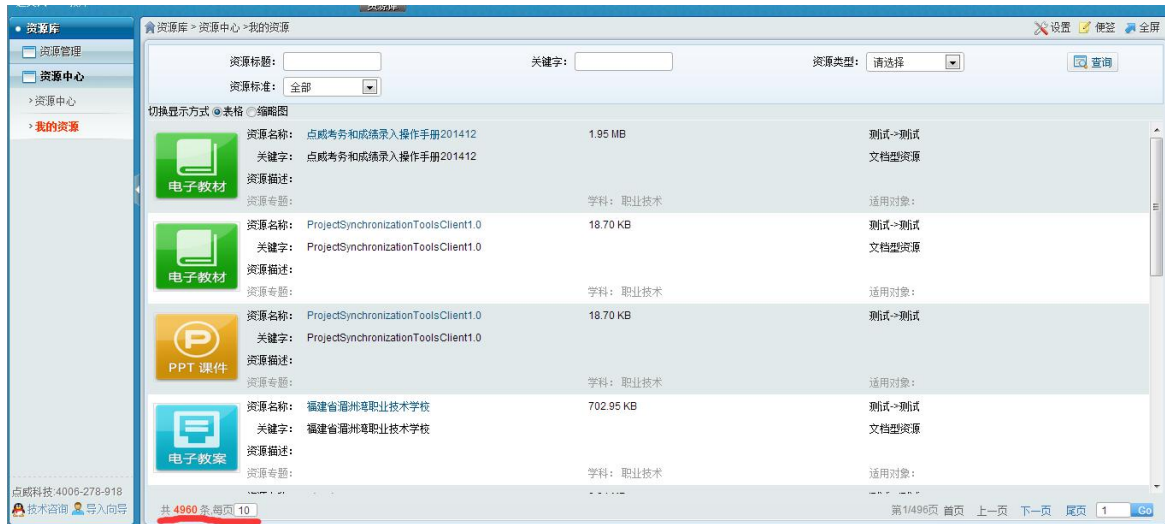 资源库
资源库 > 资源中心 >我的资源
设置 便签 全屏
资源管理
资源中心
资源中心
我的资源
资源标题： 关键字： 资源类型： 请选择 查询
资源标准： 全部
切换显示方式 表格 缩略图
电子教材
资源名称： 点威考务和成绩录入操作手册201412 1.95 MB 测试->测试
关键字： 点威考务和成绩录入操作手册201412 文档型资源
资源描述：
资源专题： 学科： 职业技术 适用对象：
电子教材
资源名称： ProjectSynchronizationToolsClient1.0 18.70 KB 测试->测试
关键字： ProjectSynchronizationToolsClient1.0 文档型资源
资源描述：
资源专题： 学科： 职业技术 适用对象：
PPT 课件
资源名称： ProjectSynchronizationToolsClient1.0 18.70 KB 测试->测试
关键字： ProjectSynchronizationToolsClient1.0
资源描述：
资源专题： 学科： 职业技术 适用对象：
电子教案
资源名称： 福建省湄洲湾职业技术学校 702.95 KB 测试->测试
关键字： 福建省湄洲湾职业技术学校 文档型资源
资源描述：
资源专题： 学科： 职业技术 适用对象：
点威科技:4006-278-918
技术咨询 导入向导
共 4960 条,每页 10 第1/496页 首页 上一页 下一页 尾页 1 Go